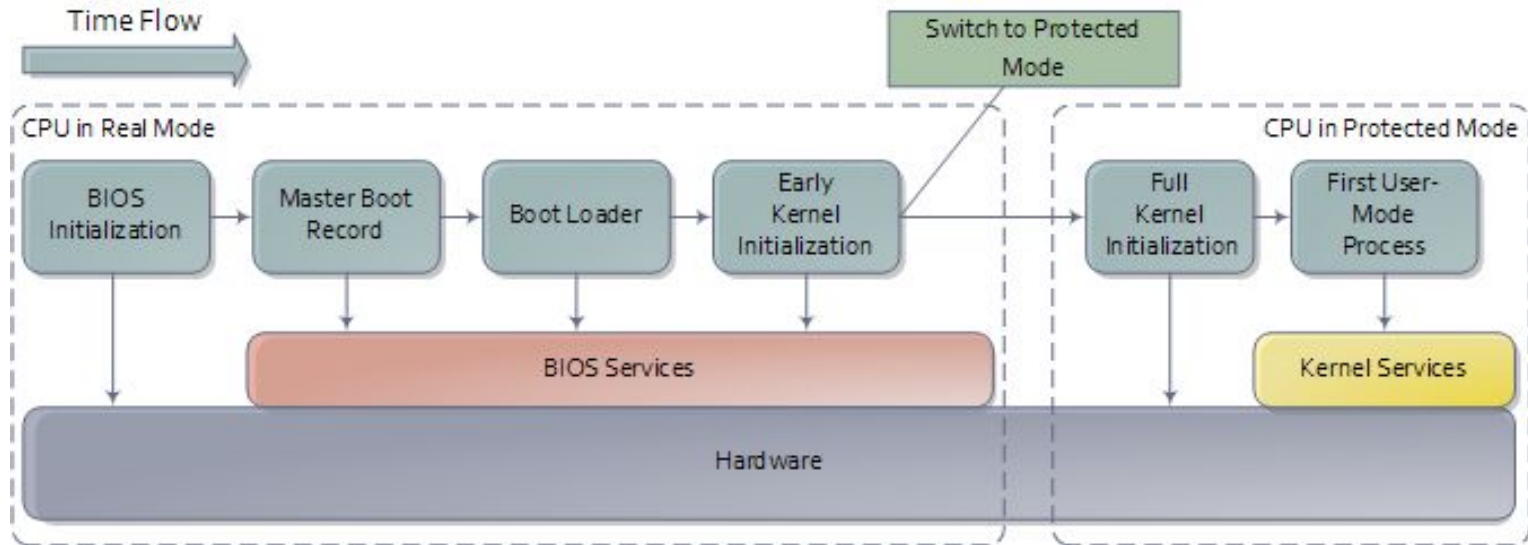 Time Flow
Switch to Protected
Mode
CPU in Real Mode
CPU in Protected Mode
BIOS
Initialization
Master Boot
Record
Boot Loader
Early
Kernel
Initialization
Full
Kernel
Initialization
First User-
Mode
Process
BIOS Services
Kernel Services
Hardware